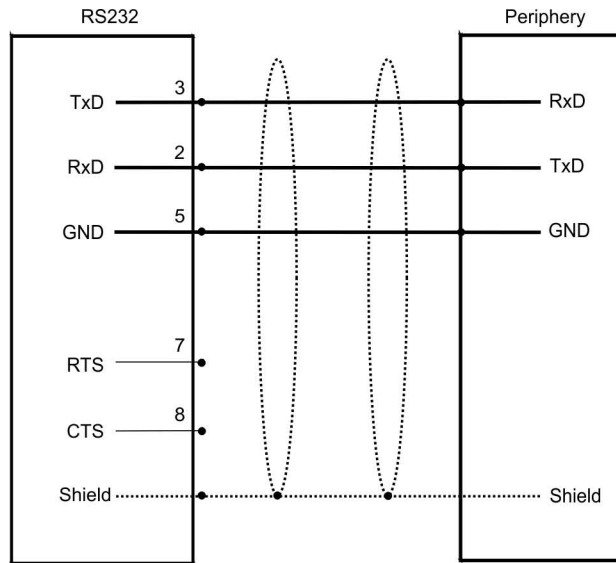 RS232 Periphery
3
TxD RxD
2
RxD TxD
5
GND GND
7
RTS
8
CTS
Shield Shield